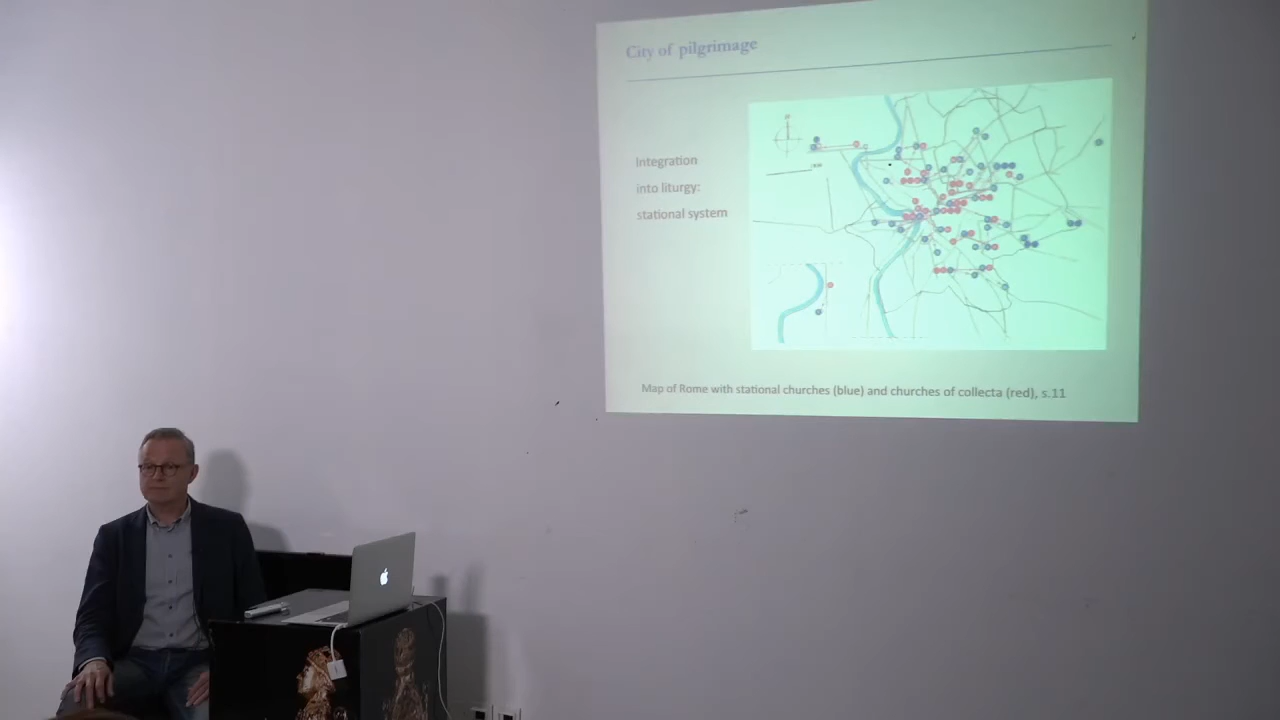 City of pilgrimage
Integration
into liturgy:
stational system
Map of Rome with stational churches (blue) and churches of collecta (red), s.11